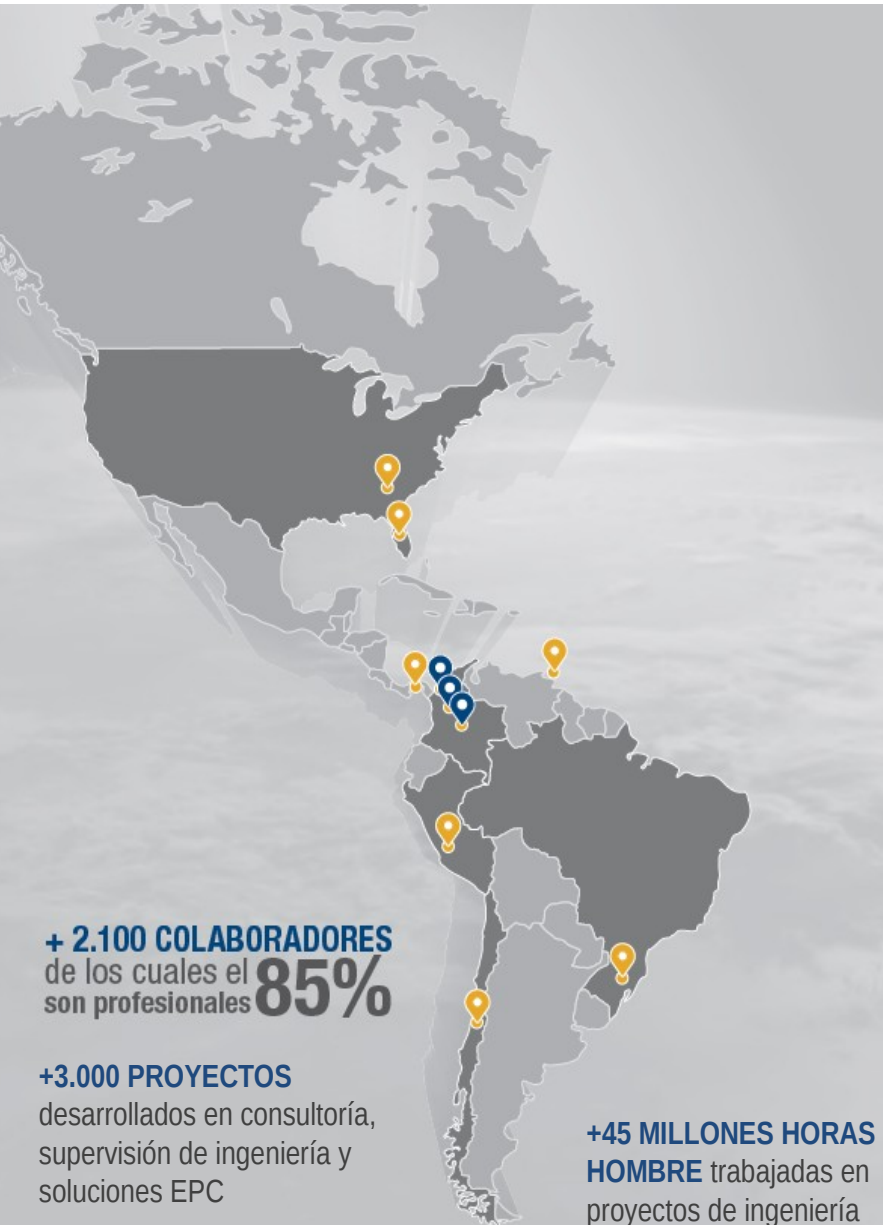 + 2.100 COLABORADORES
de los cuales el
son profesionales 85%
+3.000 PROYECTOS
desarrollados en consultoría,
supervisión de ingeniería y
soluciones EPC
+45 MILLONES HORAS
HOMBRE trabajadas en
proyectos de ingeniería